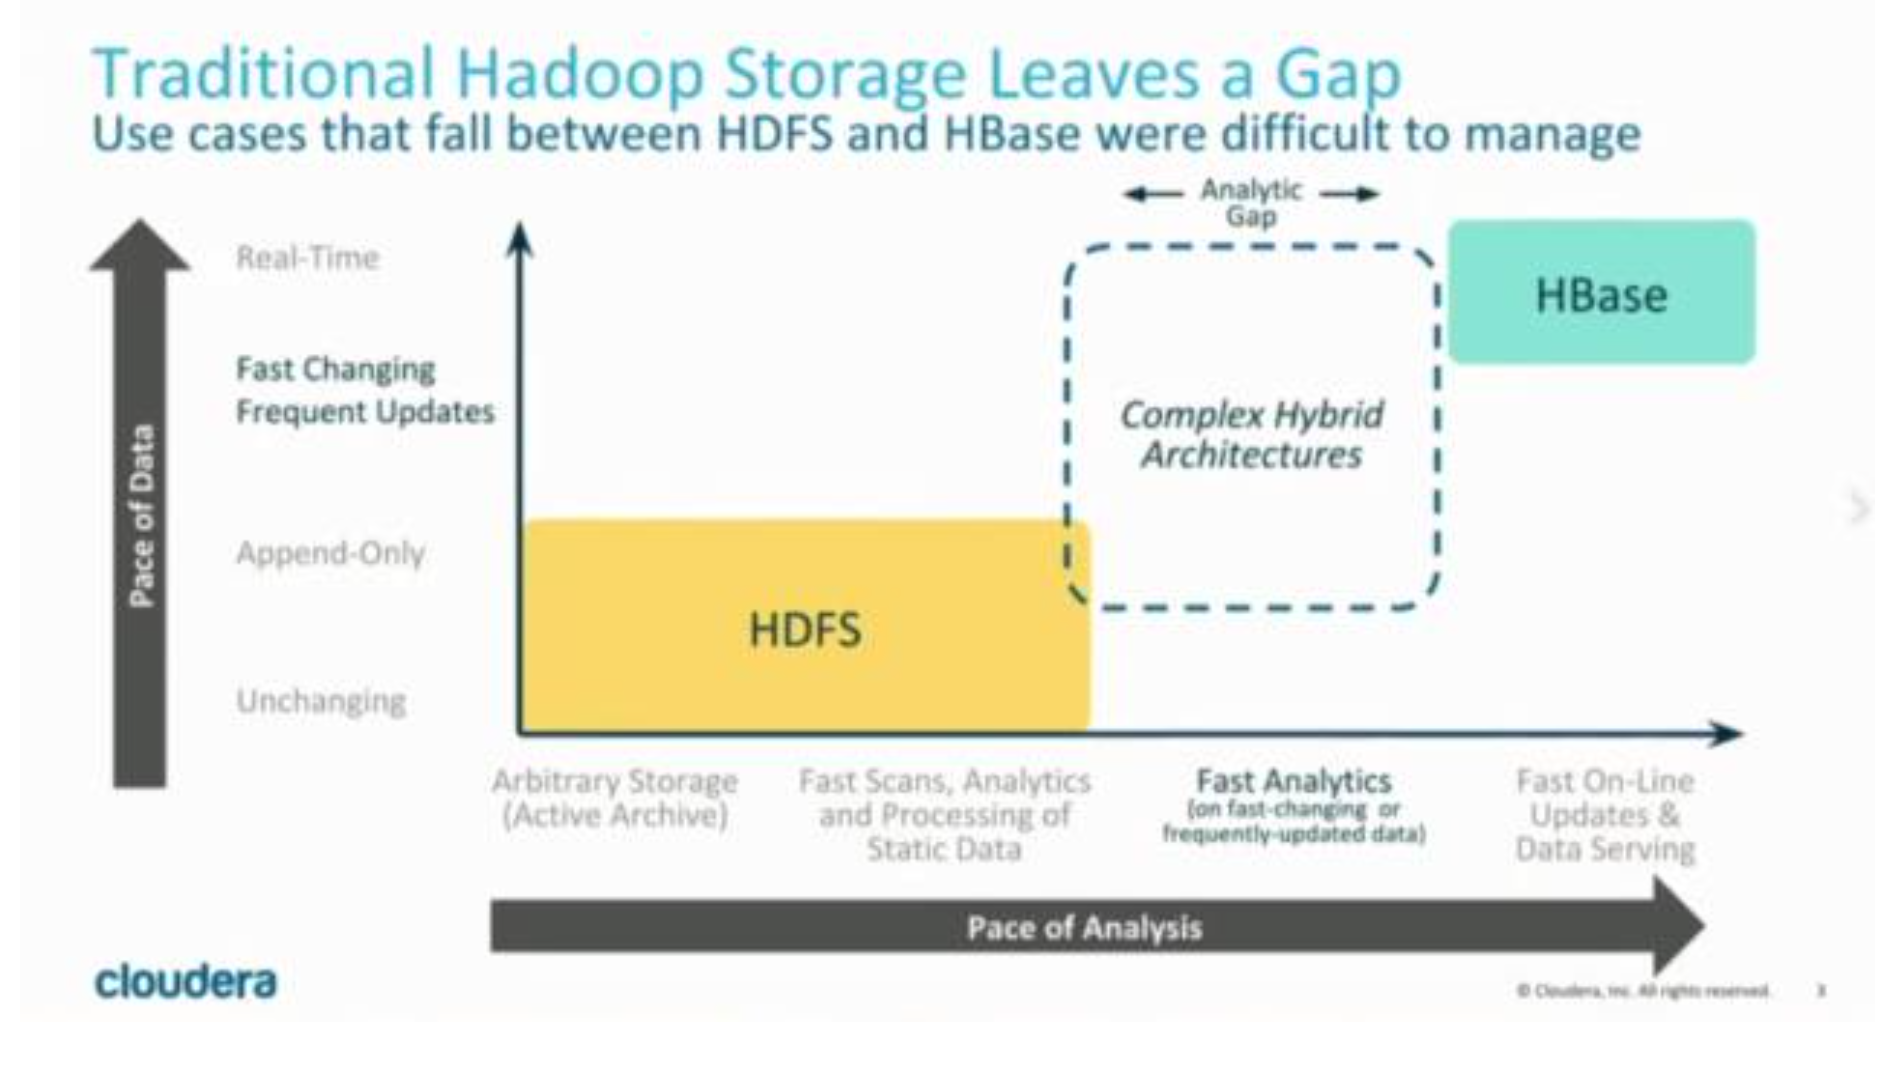 Traditional Hadoop Storage Leaves a Gap
Use cases that fall between HDFS and HBase were difficult to manage
Analytic
Gap
Real-Time
HBase
Fast Changing
Frequent Updates
Complex Hybrid
Architectures
Pace of Data
Append-Only
HDFS
Unchanging
Arbitrary Storage
(Active Archive)
Fast Scans, Analytics
and Processing of
Static Data
Fast Analytics
(on fast-changing or
frequently-updated data)
Fast On-Line
Updates &
Data Serving
Pace of Analysis
cloudera
© Cloudera, Inc. All rights reserved.
3